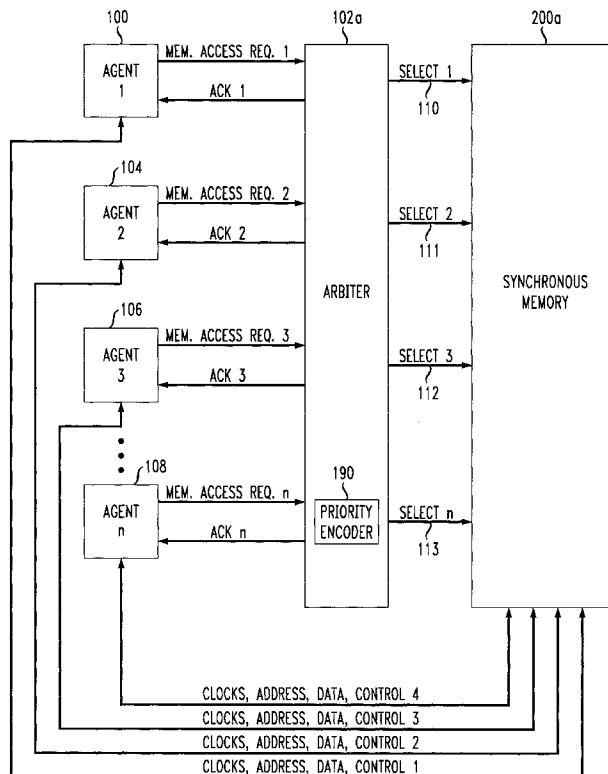 100
102a
200a
AGENT
1
MEM. ACCESS REQ. 1
ACK 1
SELECT 1
110
104
AGENT
2
MEM. ACCESS REQ. 2
ACK 2
SELECT 2
111
ARBITER
SYNCHRONOUS
MEMORY
106
AGENT
3
MEM. ACCESS REQ. 3
ACK 3
SELECT 3
112
108
AGENT
n
MEM. ACCESS REQ. n
ACK n
190
PRIORITY
ENCODER
SELECT n
113
CLOCKS, ADDRESS, DATA, CONTROL 4
CLOCKS, ADDRESS, DATA, CONTROL 3
CLOCKS, ADDRESS, DATA, CONTROL 2
CLOCKS, ADDRESS, DATA, CONTROL 1